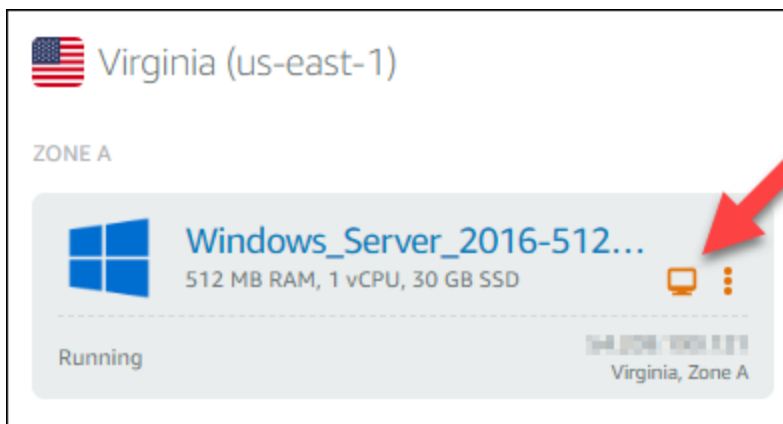 Virginia (us-east-1)
ZONE A
Windows_Server_2016-512...
512 MB RAM, 1 vCPU, 30 GB SSD
Running
Virginia, Zone A